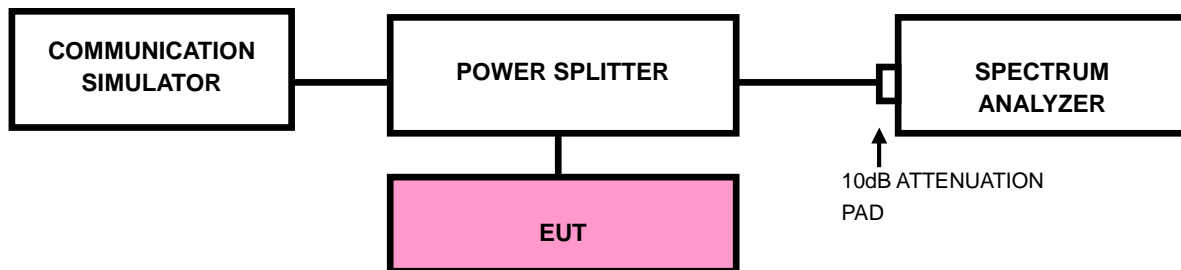 COMMUNICATION
SIMULATOR
POWER SPLITTER
SPECTRUM
ANALYZER
10dB ATTENUATION
PAD
EUT